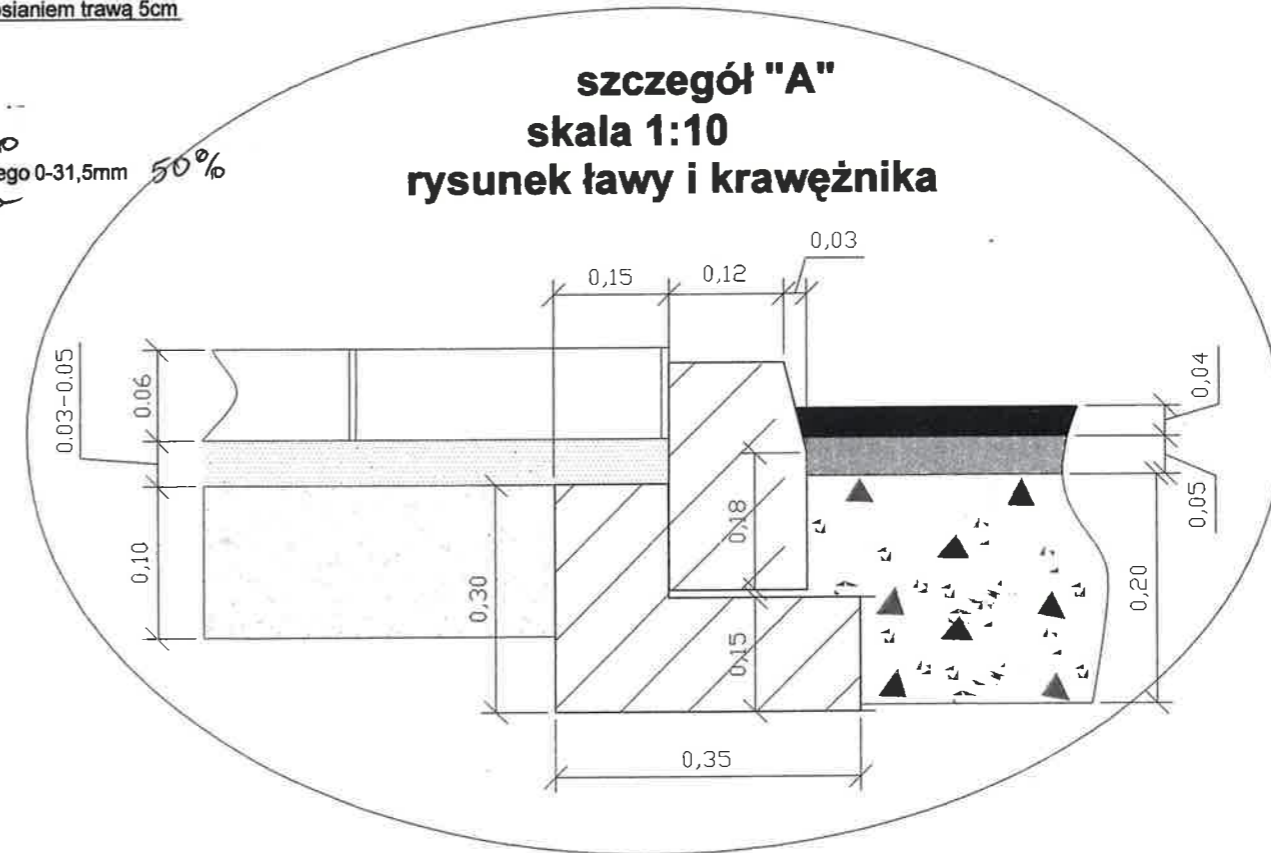 osianiem trawą 5cm
szczegół "A"
skala 1:10
rysunek ławy i krawężnika
ego 0-31,5mm 50%
0,03
0,15
0,12
0.03-0.05
0.06
0,04
0,05
0,18
0,10
0,30
0,20
0,15
0,35